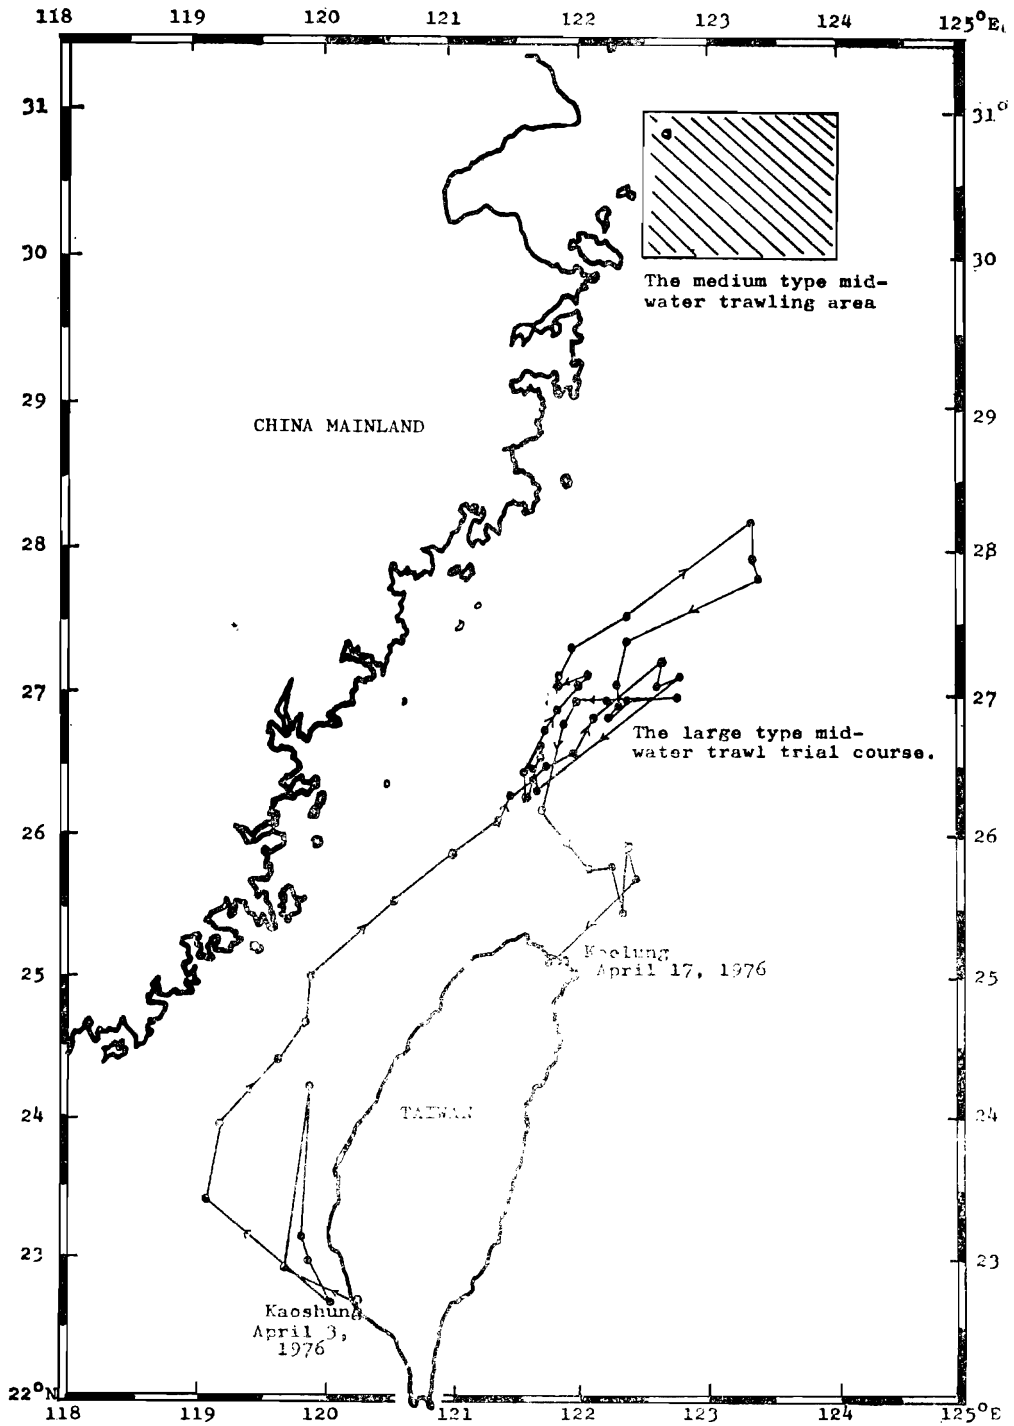 118 119 120 121 122 123 124 125°E
31 31°
30 30
The medium type mid-
water trawling area
29 29
CHINA MAINLAND
28 28
27 27
The large type mid-
water trawl trial course.
26 26
25 25
Keelung
April 17, 1976
24 24
TAIWAN
23 23
Kaoshung
April 3,
1976
22°N
118 119 120 121 122 123 124 125°E